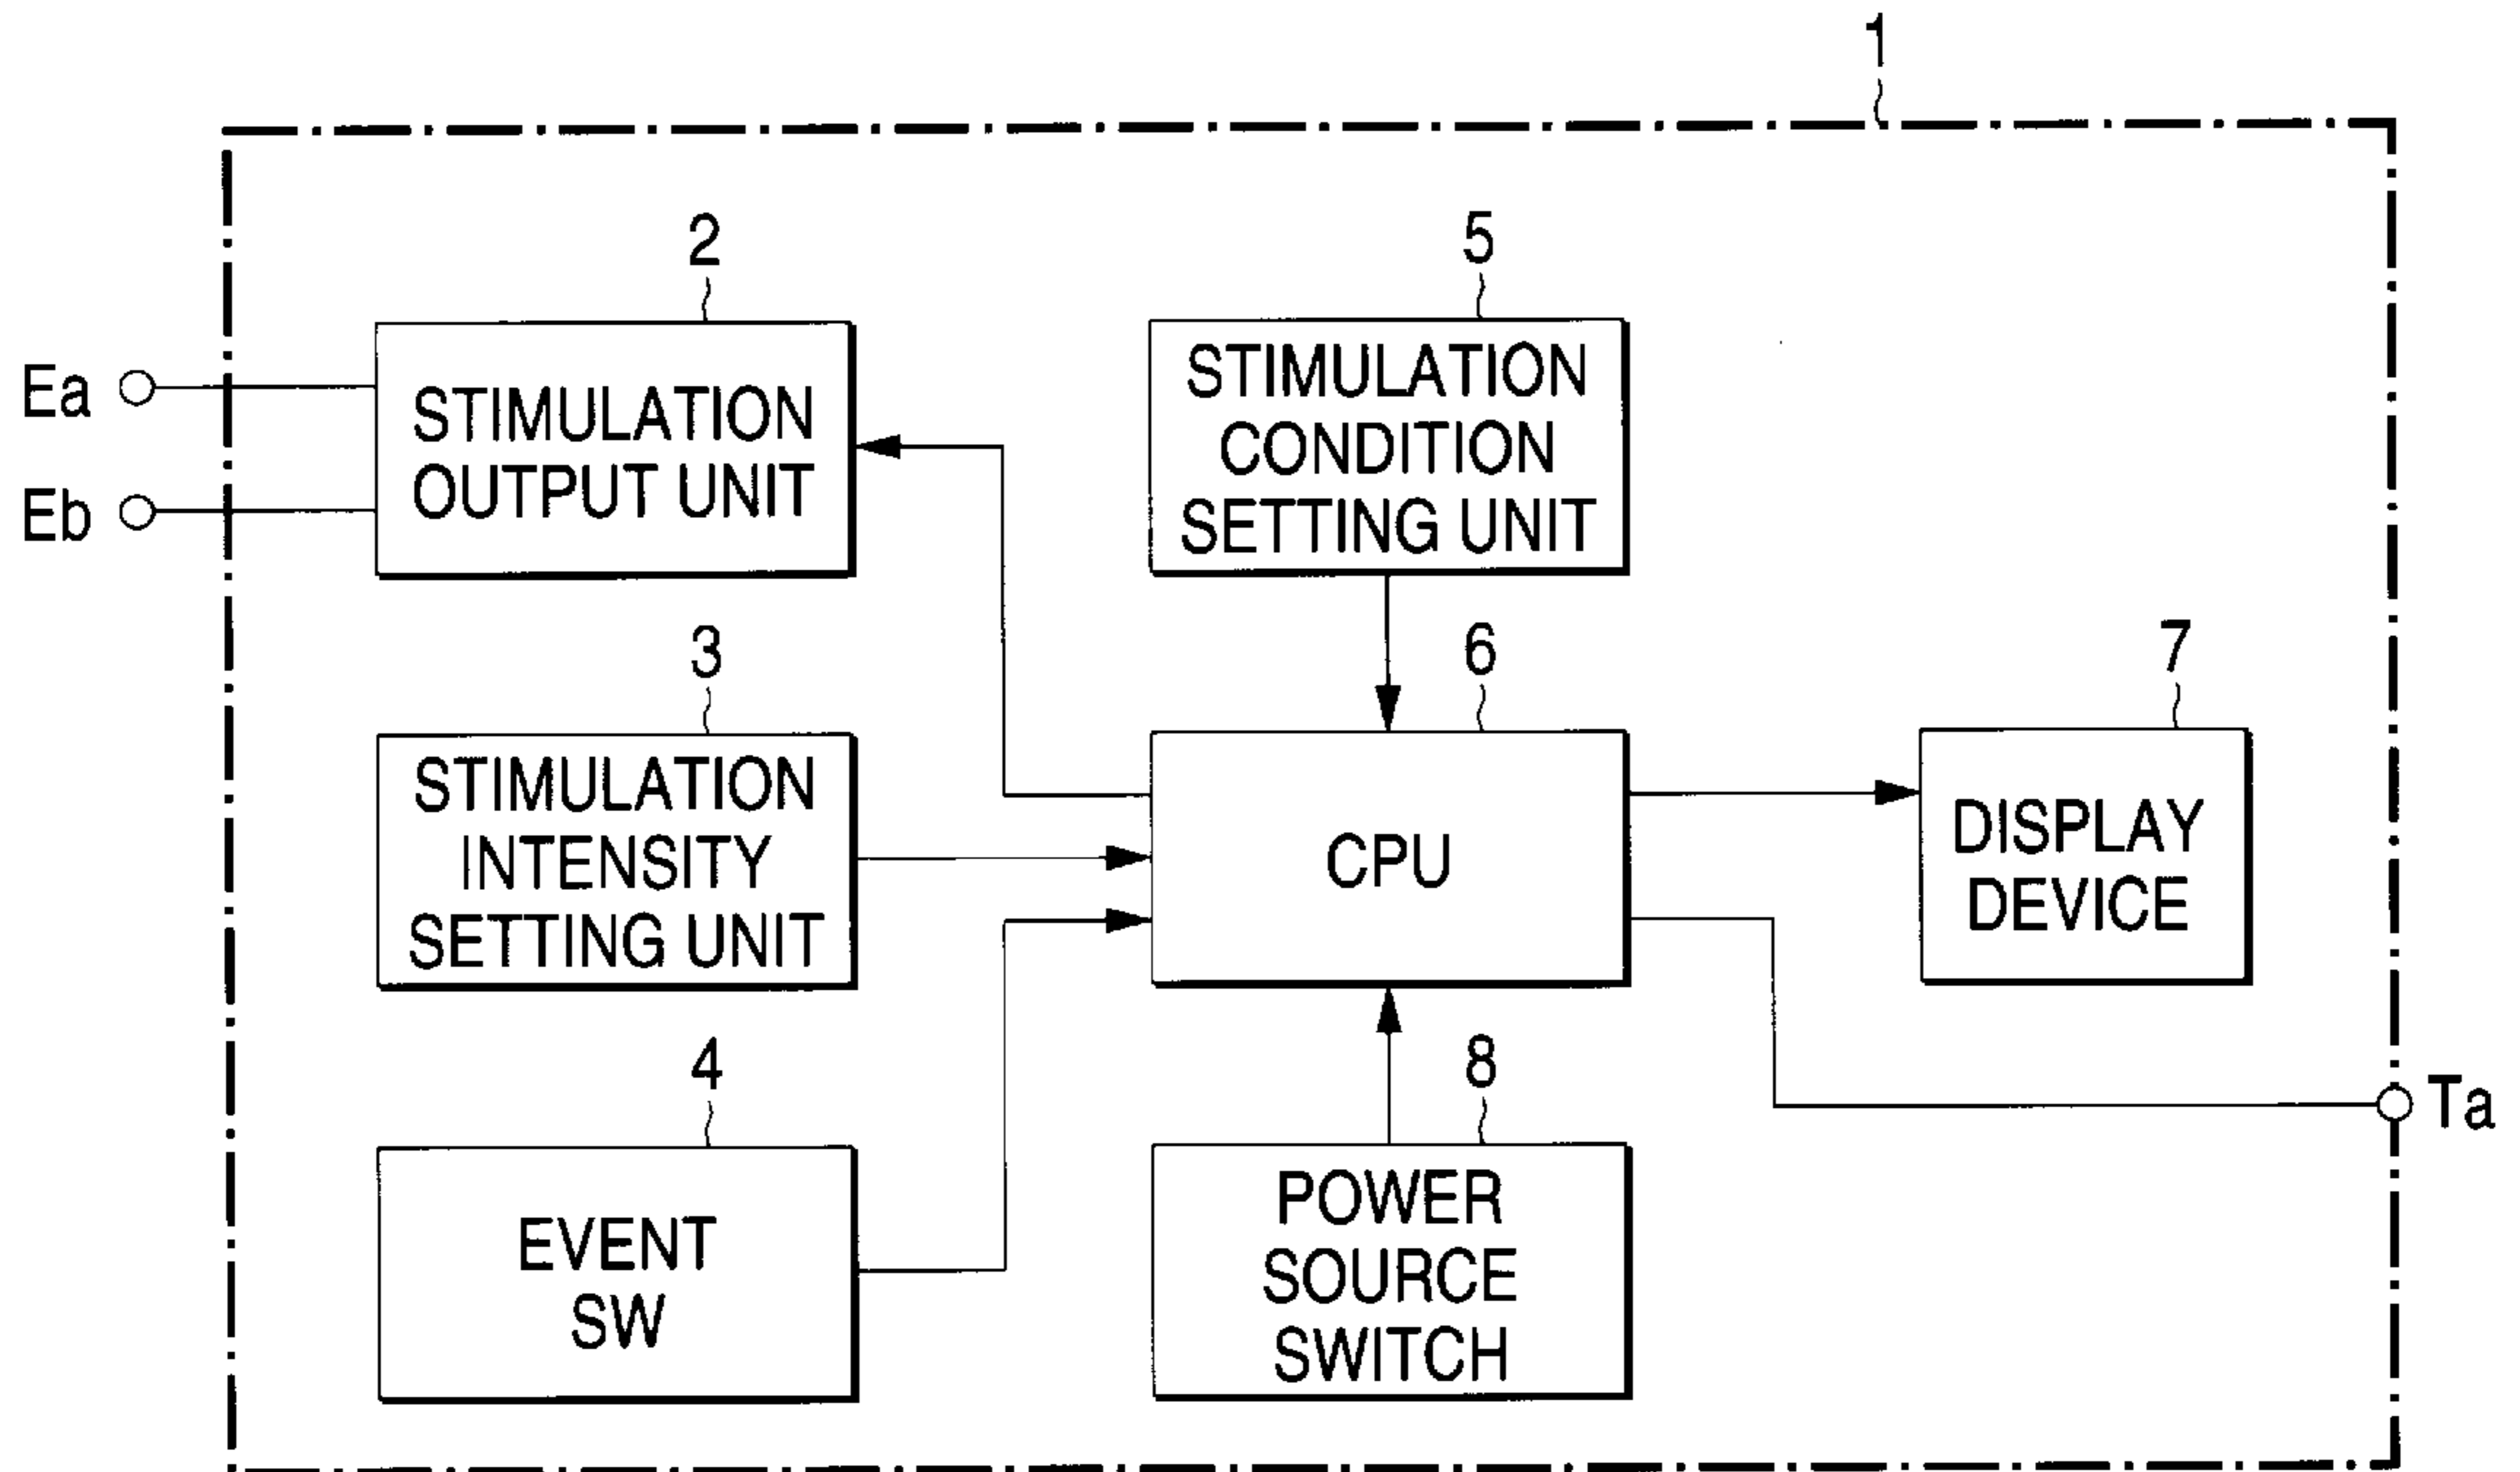 1
2
5
Ea
Eb
STIMULATION
OUTPUT UNIT
STIMULATION
CONDITION
SETTING UNIT
3
6
7
STIMULATION
INTENSITY
SETTING UNIT
CPU
DISPLAY
DEVICE
4
8
Ta
EVENT
SW
POWER
SOURCE
SWITCH